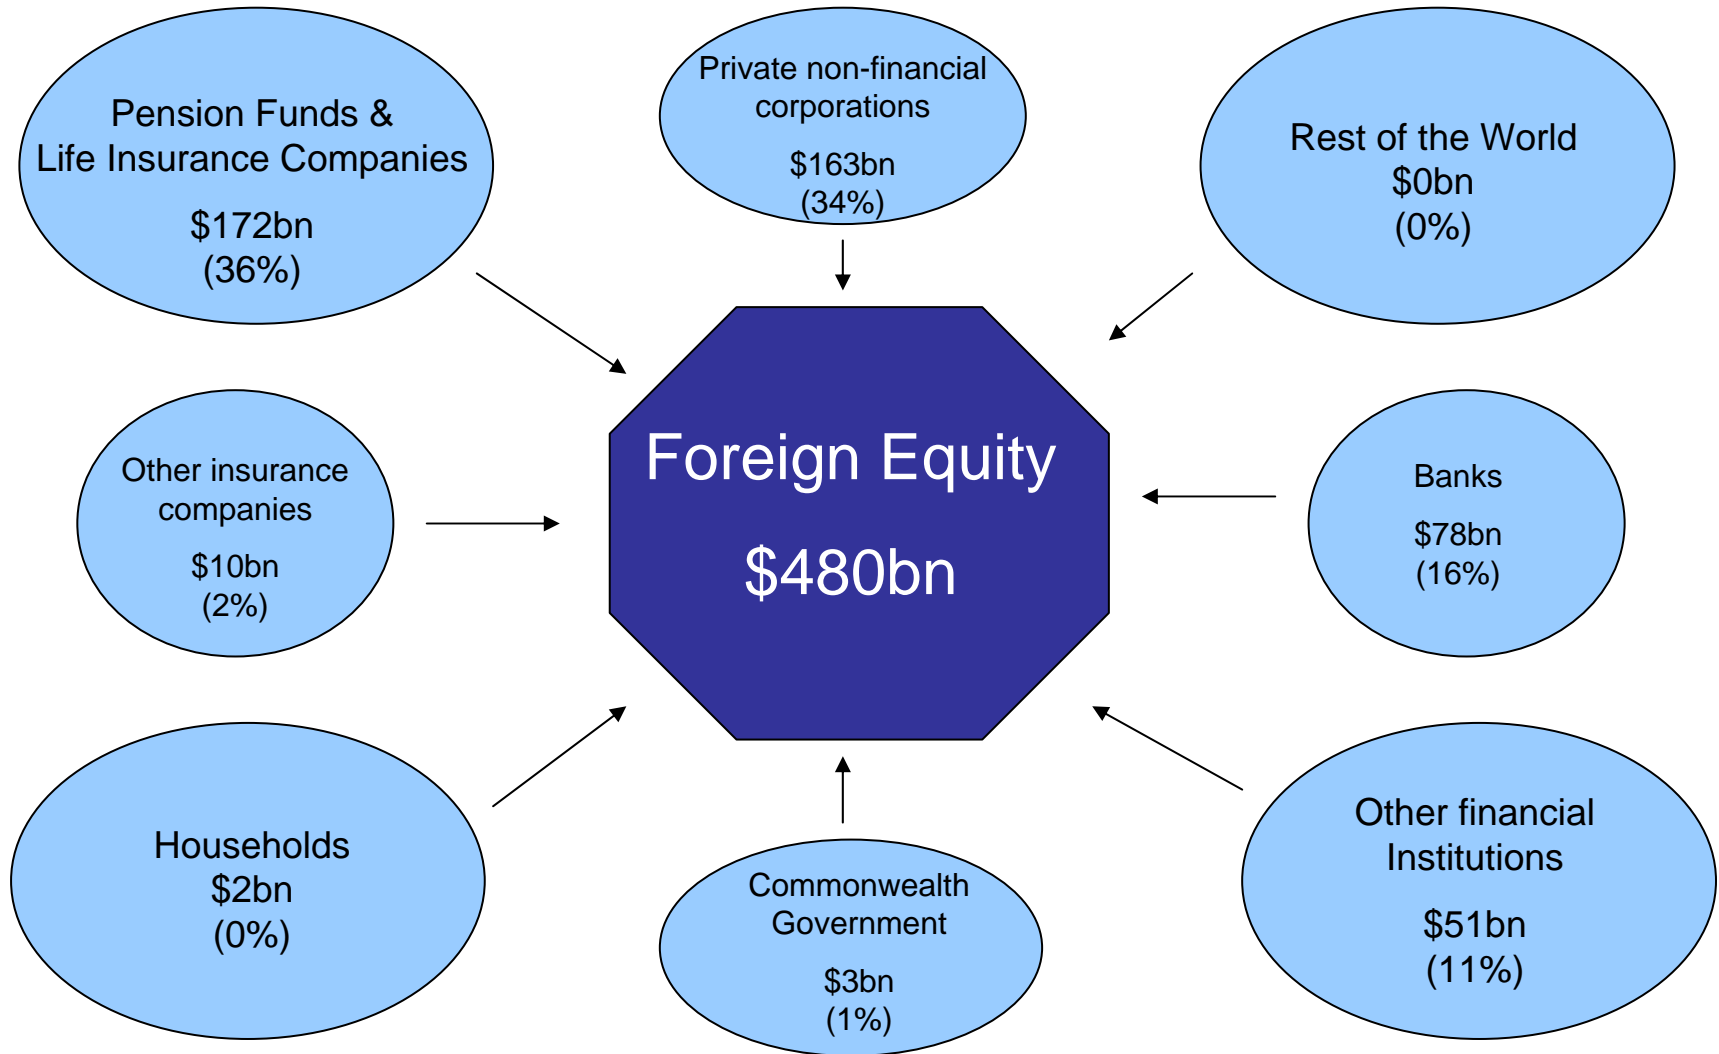 Pension Funds &
Life Insurance Companies
$172bn
(36%)
Private non-financial
corporations
$163bn
(34%)
Rest of the World
$0bn
(0%)
Other insurance
companies
$10bn
(2%)
Foreign Equity
$480bn
Banks
$78bn
(16%)
Households
$2bn
(0%)
Commonwealth
Government
$3bn
(1%)
Other financial
Institutions
$51bn
(11%)